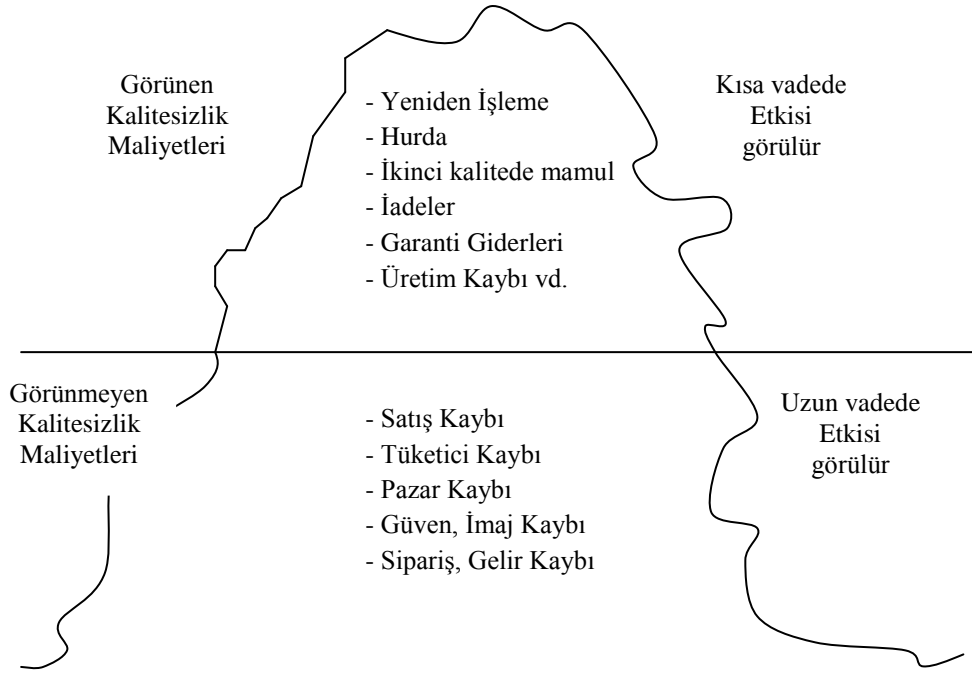 Görünen
Kalitesizlik
Maliyetleri
- Yeniden İşleme
- Hurda
- İkinci kalitede mamul
- İadeler
- Garanti Giderleri
- Üretim Kaybı vd.
Kısa vadede
Etkisi
görülür
Görünmeyen
Kalitesizlik
Maliyetleri
- Satış Kaybı
- Tüketici Kaybı
- Pazar Kaybı
- Güven, İmaj Kaybı
- Sipariş, Gelir Kaybı
Uzun vadede
Etkisi
görülür